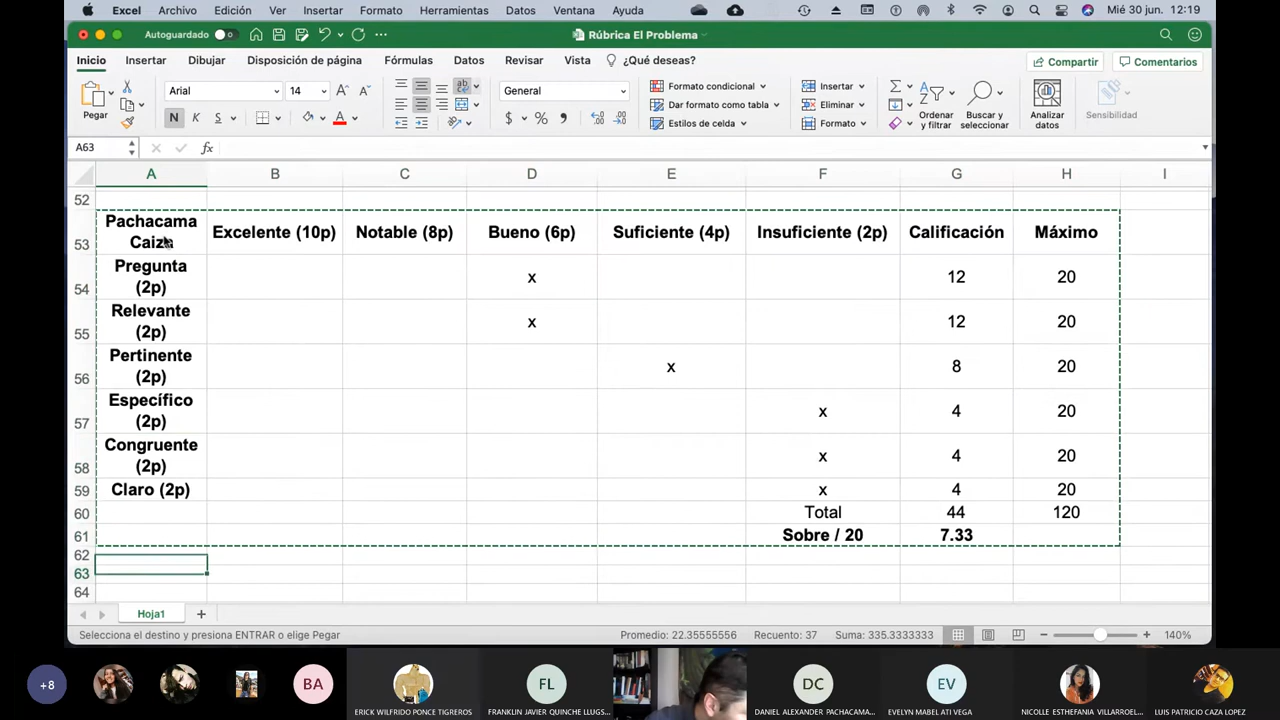 Excel Archivo Edición Ver Insertar Formato Herramientas Datos Ventana Ayuda Mié 30 jun. 12:19
Autoguardado Rúbrica El Problema
Inicio Insertar Dibujar Disposición de página Fórmulas Datos Revisar Vista ¿Qué deseas? Compartir Comentarios
Pegar
Arial 14
General
N K S
$ % 
Formato condicional
Dar formato como tabla
Estilos de celda
Insertar
Eliminar
Formato
Ordenar y filtrar
Buscar y seleccionar
Analizar datos
Sensibilidad
A63 fx
A B C D E F G H I
52
53 Pachacama Caiza Excelente (10p) Notable (8p) Bueno (6p) Suficiente (4p) Insuficiente (2p) Calificación Máximo
54 Pregunta (2p) x 12 20
55 Relevante (2p) x 12 20
56 Pertinente (2p) x 8 20
57 Específico (2p) x 4 20
58 Congruente (2p) x 4 20
59 Claro (2p) x 4 20
60 Total 44 120
61 Sobre / 20 7.33
62
63
64
Hoja1 +
Selecciona el destino y presiona ENTRAR o elige Pegar Promedio: 22.35555556 Recuento: 37 Suma: 335.3333333 140%
+8 BA FL DC EV
ERICK WILFRIDO PONCE TIGREROS FRANKLIN JAVIER QUINCHE LLUGS... DANIEL ALEXANDER PACHACAMA... EVELYN MABEL ATI VEGA NICOLLE ESTHEFANIA VILLARROEL... LUIS PATRICIO CAZA LOPEZ